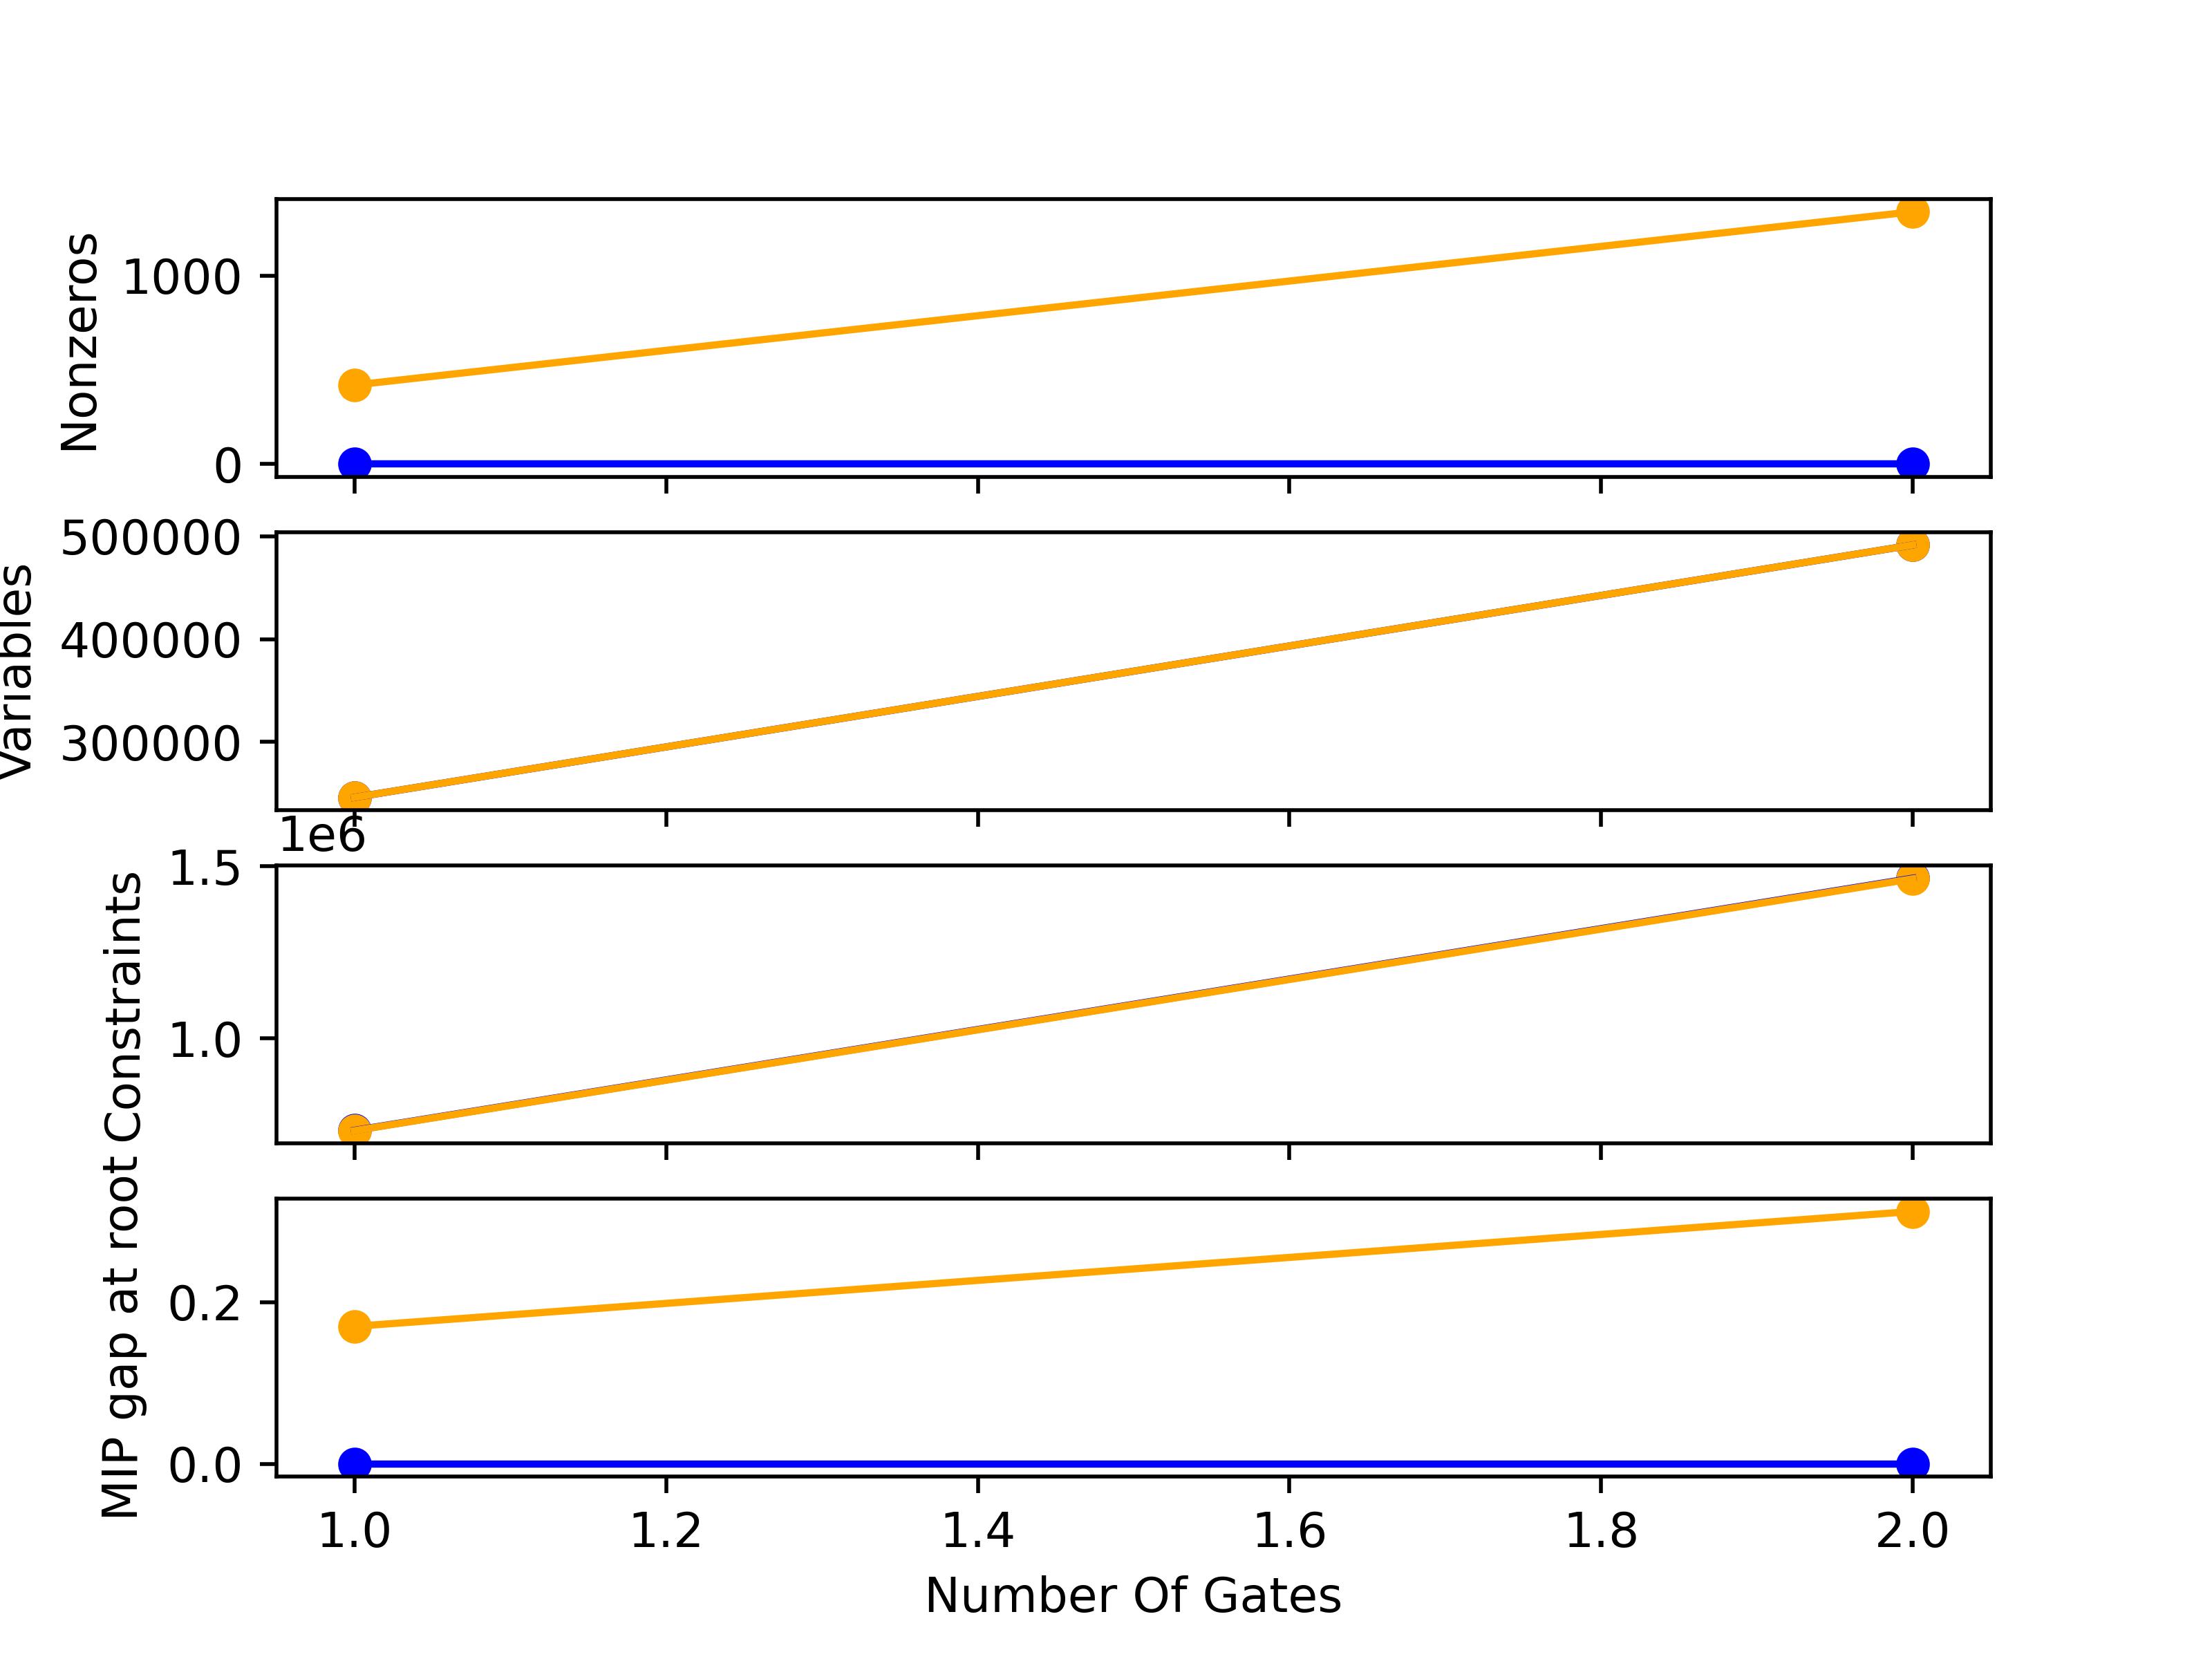 Nonzeros
1000
0
Variables
500000
400000
300000
1e6
Constraints
1.5
1.0
MIP gap at root
0.2
0.0
1.0 1.2 1.4 1.6 1.8 2.0
Number Of Gates